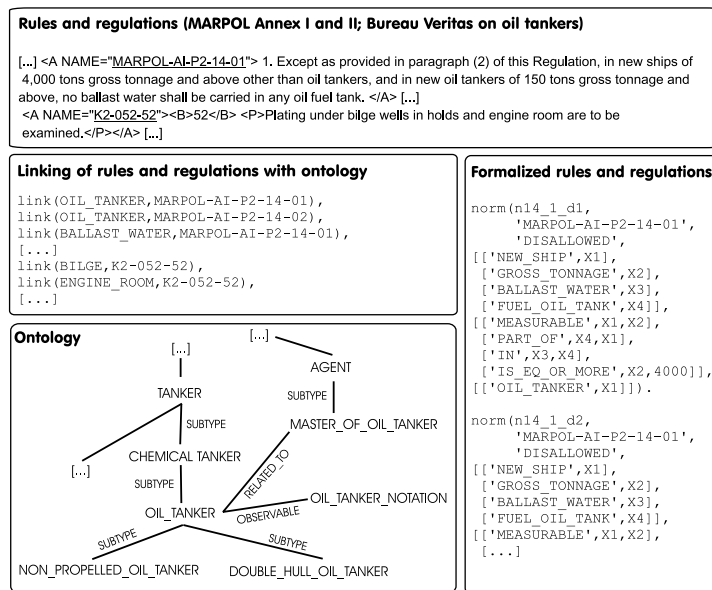 Rules and regulations (MARPOL Annex I and II; Bureau Veritas on oil tankers)
[...] <A NAME="MARPOL-AI-P2-14-01"> 1. Except as provided in paragraph (2) of this Regulation, in new ships of
4,000 tons gross tonnage and above other than oil tankers, and in new oil tankers of 150 tons gross tonnage and
above, no ballast water shall be carried in any oil fuel tank. </A> [...]
<A NAME="K2-052-52"><B>52</B> <P>Plating under bilge wells in holds and engine room are to be
examined.</P></A> [...]
Linking of rules and regulations with ontology
link(OIL_TANKER,MARPOL-AI-P2-14-01),
link(OIL_TANKER,MARPOL-AI-P2-14-02),
link(BALLAST_WATER,MARPOL-AI-P2-14-01),
[...]
link(BILGE,K2-052-52),
link(ENGINE_ROOM,K2-052-52),
[...]
Ontology
[...]
[...]
AGENT
TANKER
SUBTYPE
SUBTYPE
MASTER_OF_OIL_TANKER
[...]
CHEMICAL TANKER
SUBTYPE
RELATED_TO
OIL_TANKER_NOTATION
OIL_TANKER
OBSERVABLE
SUBTYPE
SUBTYPE
NON_PROPELLED_OIL_TANKER
DOUBLE_HULL_OIL_TANKER
Formalized rules and regulations
norm(n14_1_d1,
'MARPOL-AI-P2-14-01',
'DISALLOWED',
[['NEW_SHIP',X1],
['GROSS_TONNAGE',X2],
['BALLAST_WATER',X3],
['FUEL_OIL_TANK',X4]],
[['MEASURABLE',X1,X2],
['PART_OF',X4,X1],
['IN',X3,X4],
['IS_EQ_OR_MORE',X2,4000]],
[['OIL_TANKER',X1]]).
norm(n14_1_d2,
'MARPOL-AI-P2-14-01',
'DISALLOWED',
[['NEW_SHIP',X1],
['GROSS_TONNAGE',X2],
['BALLAST_WATER',X3],
['FUEL_OIL_TANK',X4]],
[['MEASURABLE',X1,X2],
[...]